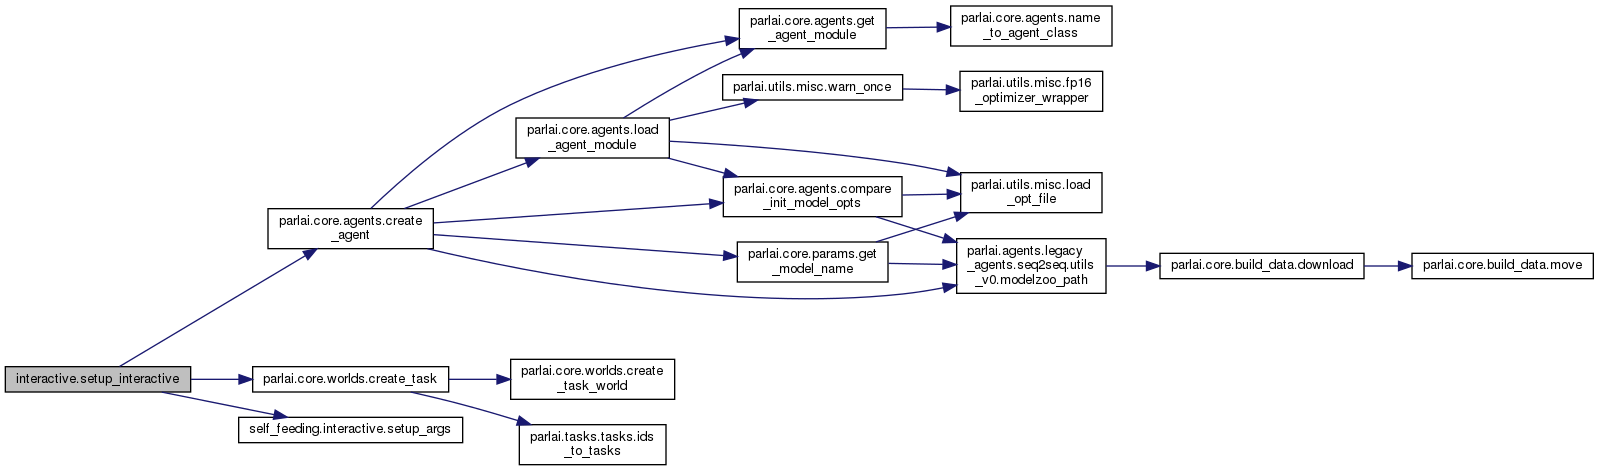 parlai.core.agents.get
_agent_module
parlai.core.agents.name
_to_agent_class
parlai.utils.misc.warn_once
parlai.utils.misc.fp16
_optimizer_wrapper
parlai.core.agents.load
_agent_module
parlai.core.agents.compare
_init_model_opts
parlai.utils.misc.load
_opt_file
parlai.core.agents.create
_agent
parlai.core.params.get
_model_name
parlai.agents.legacy
_agents.seq2seq.utils
_v0.modelzoo_path
parlai.core.build_data.download
parlai.core.build_data.move
interactive.setup_interactive
parlai.core.worlds.create_task
parlai.core.worlds.create
_task_world
self_feeding.interactive.setup_args
parlai.tasks.tasks.ids
_to_tasks